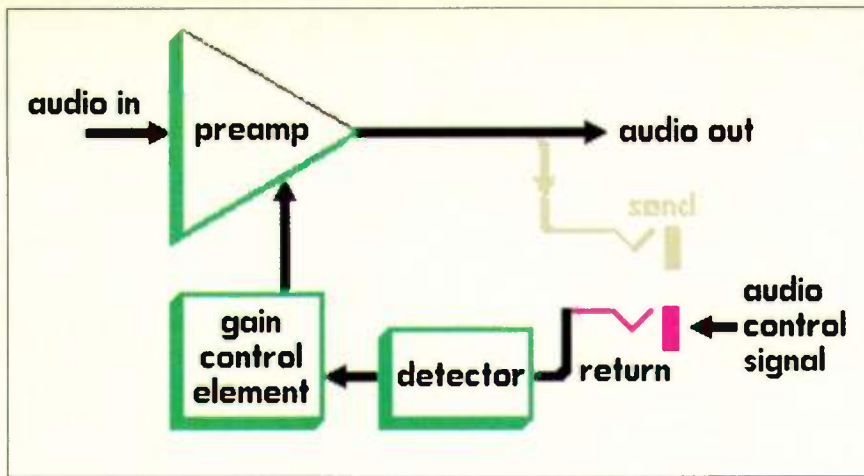 audio in
preamp
audio out
send
gain
control
element
detector
return
audio
control
signal